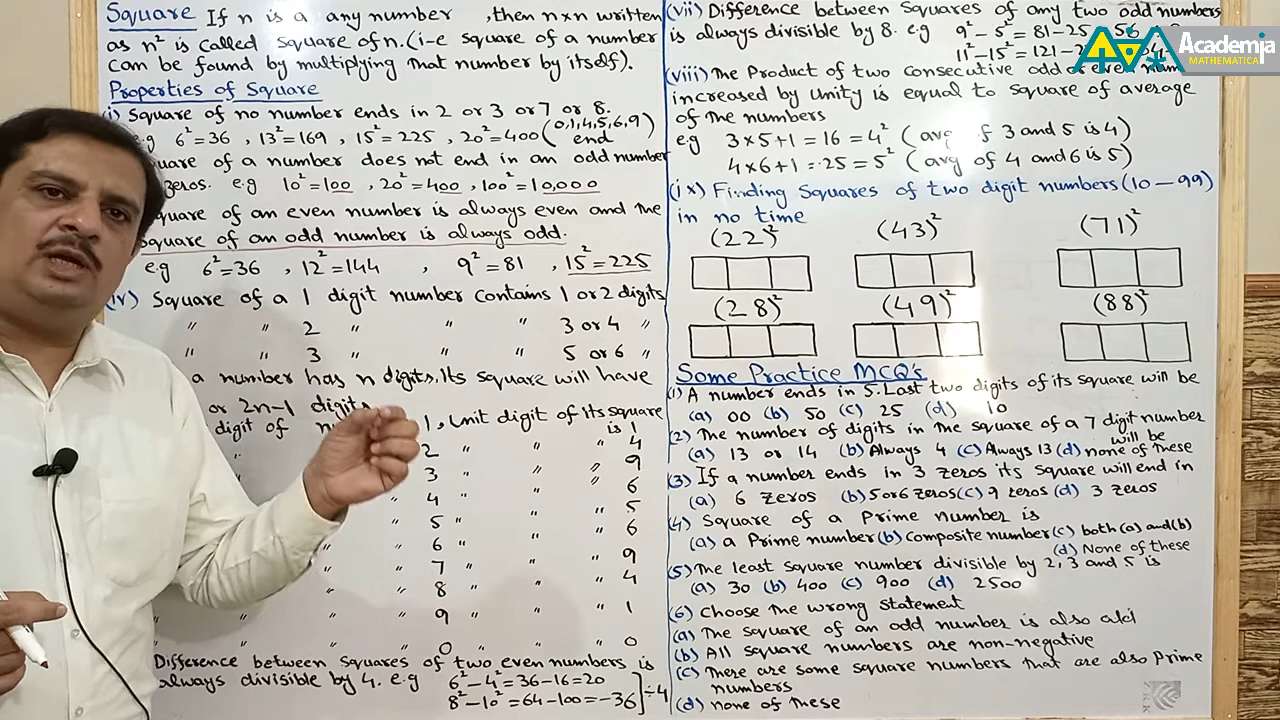 Square If n is a any number , then n×n written
as n² is called square of n. (i-e square of a number
can be found by multiplying that number by itself).
Properties of Square
i) Square of no number ends in 2 or 3 or 7 or 8.
e.g 6²=36 , 13²=169 , 15²=225 , 20²=400 (0,1,4,5,6,9) end
quare of a number does not end in an odd number
zeros. e.g 10²=100 , 20²=400 , 100²=10,000
quare of an even number is always even and the
square of an odd number is always odd.
e.g 6²=36 , 12²=144 , 9²=81 , 15²=225
iv) Square of a 1 digit number contains 1 or 2 digits
" " 2 " " " 3 or 4 "
" " 3 " " " 5 or 6 "
a number has n digits. Its square will have
or 2n-1 digits
digit of 1, Unit digit of its square is 1
" 2 " " " 4
3 " " " 9
" 4 " " " 6
" 5 " " " 5
" " 6 " " " 6
" " 7 " " " 9
" " 8 " " " 4
" " 9 " " " 1
" " " " 0 " " " 0
Difference between squares of two even numbers is
always divisible by 4. e.g 6²-4²=36-16=20
8²-10²=64-100=-36 ] ÷4
(vii) Difference between Squares of any two odd numbers
is always divisible by 8. e.g 9²-5²=81-25 56
11²-15²=121-2
(viii) The Product of two consecutive odd or even num
increased by Unity is equal to square of average
of the numbers
e.g 3×5+1=16=4² (avg f 3 and 5 is 4)
4×6+1=25=5² (avg of 4 and 6 is 5)
(ix) Finding Squares of two digit numbers (10-99)
in no time
(22)² (43)² (71)²
(28)² (49)² (88)²
Some Practice MCQ's
(1) A number ends in 5. Last two digits of its square will be
(a) 00 (b) 50 (c) 25 (d) 10
(2) The number of digits in the square of a 7 digit number will be
(a) 13 or 14 (b) Always 4 (c) Always 13 (d) none of these
(3) If a number ends in 3 zeros its square will end in
(a) 6 zeros (b) 5 or 6 zeros (c) 9 zeros (d) 3 zeros
(4) Square of a Prime number is
(a) a Prime number (b) composite number (c) both (a) and (b)
(d) None of these
(5) The least square number divisible by 2, 3 and 5 is
(a) 30 (b) 400 (c) 900 (d) 2500
(6) Choose the wrong statement
(a) The square of an odd number is also odd
(b) All square numbers are non-negative
(c) There are some square numbers that are also Prime
numbers
(d) none of these
Academia
MATHEMATICA